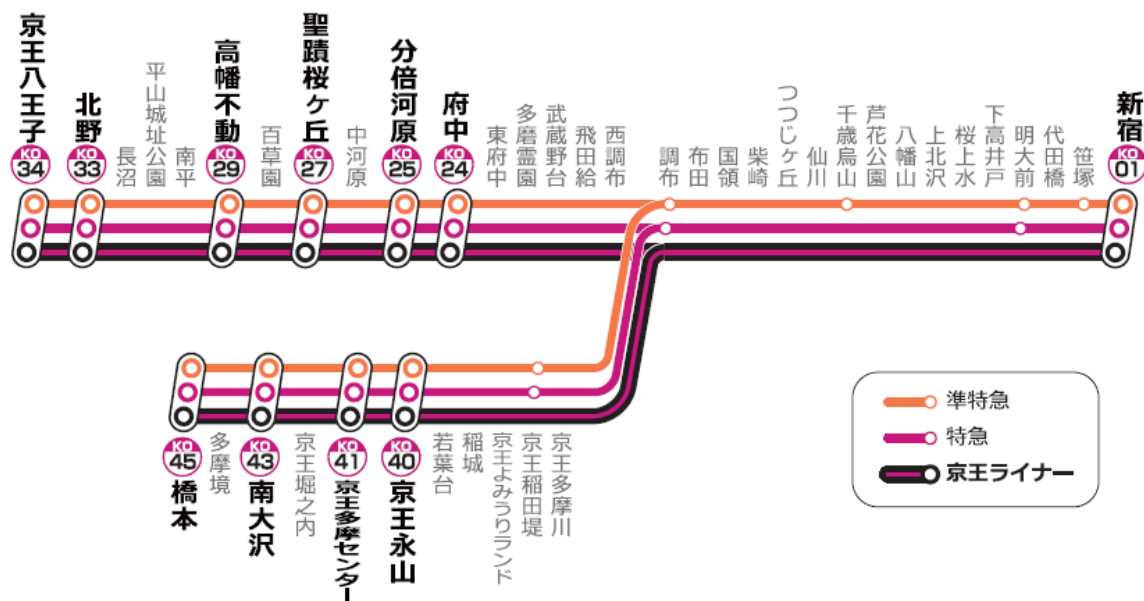 京王八王子
KO
34
北野
KO
33
長沼
平山城址公園
南平
高幡不動
KO
29
百草園
聖蹟桜ヶ丘
KO
27
中河原
分倍河原
KO
25
府中
KO
24
東府中
多磨霊園
武蔵野台
飛田給
西調布
調布
布田
国領
柴崎
つつじヶ丘
仙川
千歳烏山
芦花公園
八幡山
上北沢
桜上水
下高井戸
明大前
代田橋
笹塚
新宿
KO
01
KO
45
橋本
多摩境
KO
43
南大沢
京王堀之内
KO
41
京王多摩センター
KO
40
京王永山
若葉台
稲城
京王よみうりランド
京王稲田堤
京王多摩川
準特急
特急
京王ライナー